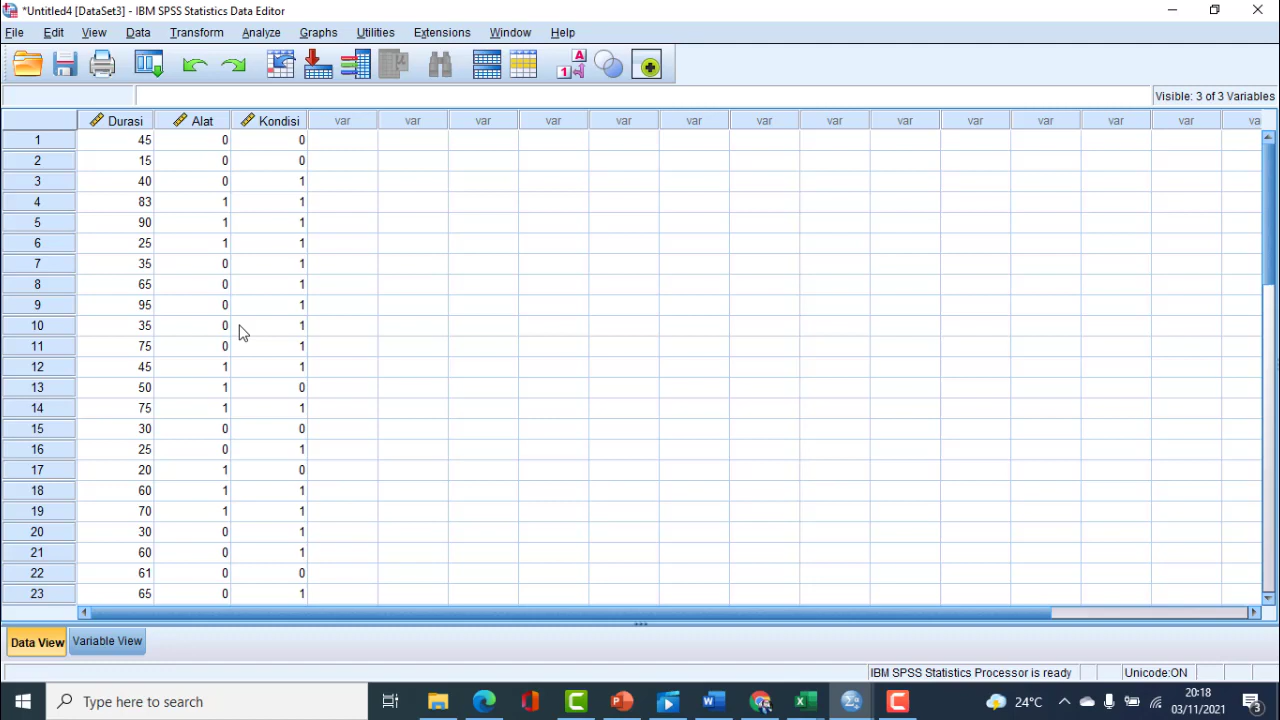 *Untitled4 [DataSet3] - IBM SPSS Statistics Data Editor
File Edit View Data Transform Analyze Graphs Utilities Extensions Window Help
A
1
Visible: 3 of 3 Variables
Durasi Alat Kondisi var var var var var var var var var var var var var va
1 45 0 0
2 15 0 0
3 40 0 1
4 83 1 1
5 90 1 1
6 25 1 1
7 35 0 1
8 65 0 1
9 95 0 1
10 35 0 1
11 75 0 1
12 45 1 1
13 50 1 0
14 75 1 1
15 30 0 0
16 25 0 1
17 20 1 0
18 60 1 1
19 70 1 1
20 30 0 1
21 60 0 1
22 61 0 0
23 65 0 1
Data View Variable View
IBM SPSS Statistics Processor is ready Unicode:ON
Type here to search
24°C
20:18
03/11/2021
3